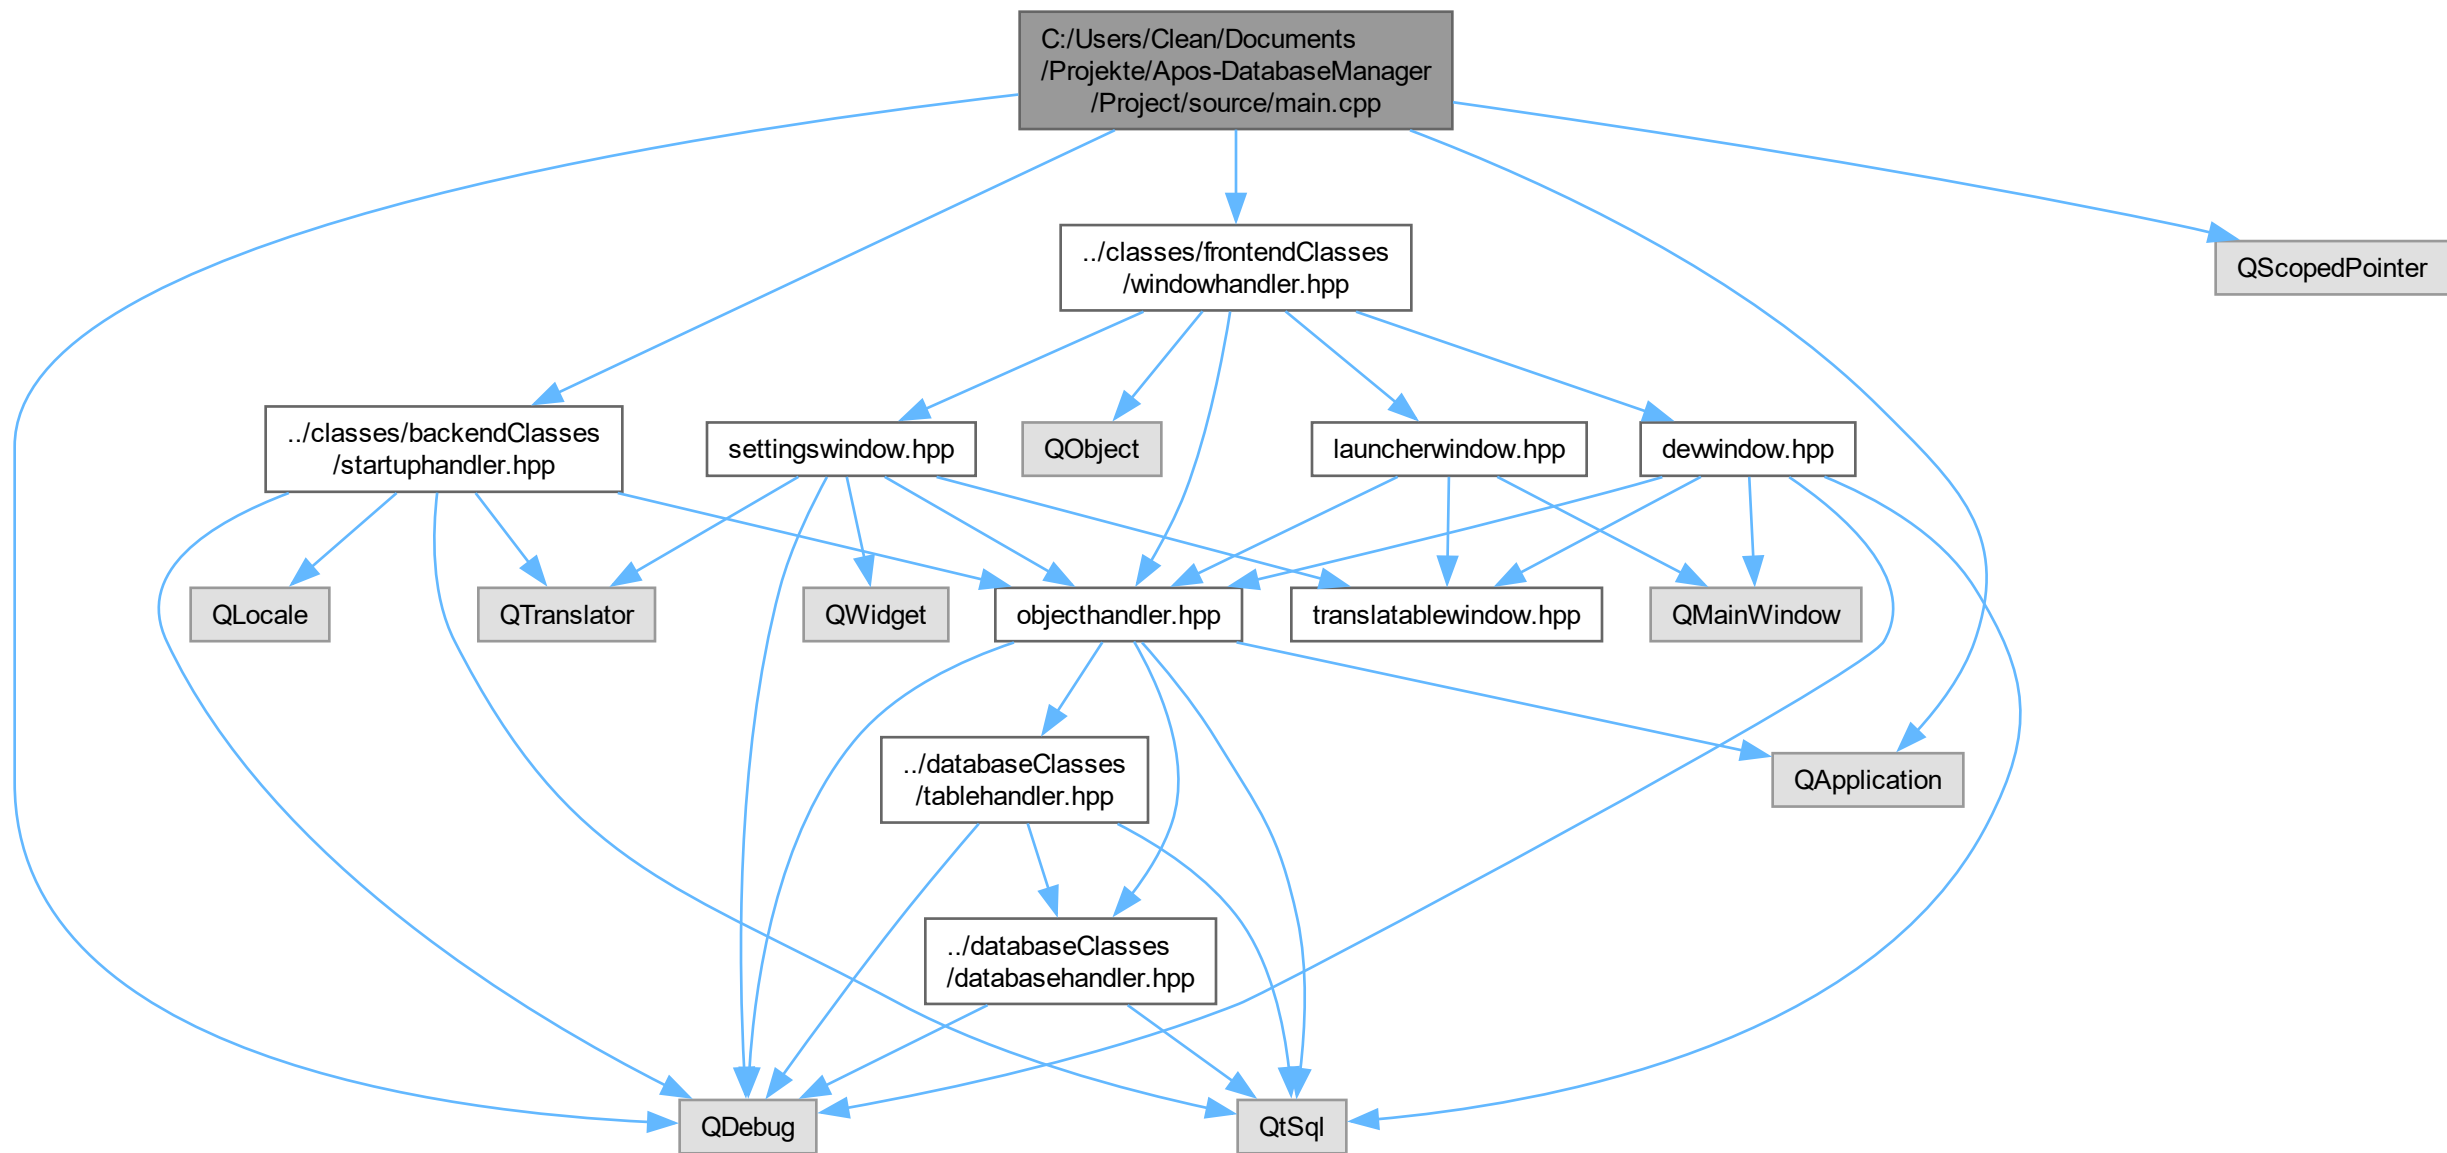 C:/Users/Clean/Documents
/Projekte/Apos-DatabaseManager
/Project/source/main.cpp
../classes/frontendClasses
/windowhandler.hpp
QScopedPointer
../classes/backendClasses
/startuphandler.hpp
settingswindow.hpp
QObject
launcherwindow.hpp
devwindow.hpp
QLocale
QTranslator
QWidget
objecthandler.hpp
translatablewindow.hpp
QMainWindow
../databaseClasses
/tablehandler.hpp
QApplication
../databaseClasses
/databasehandler.hpp
QDebug
QtSql